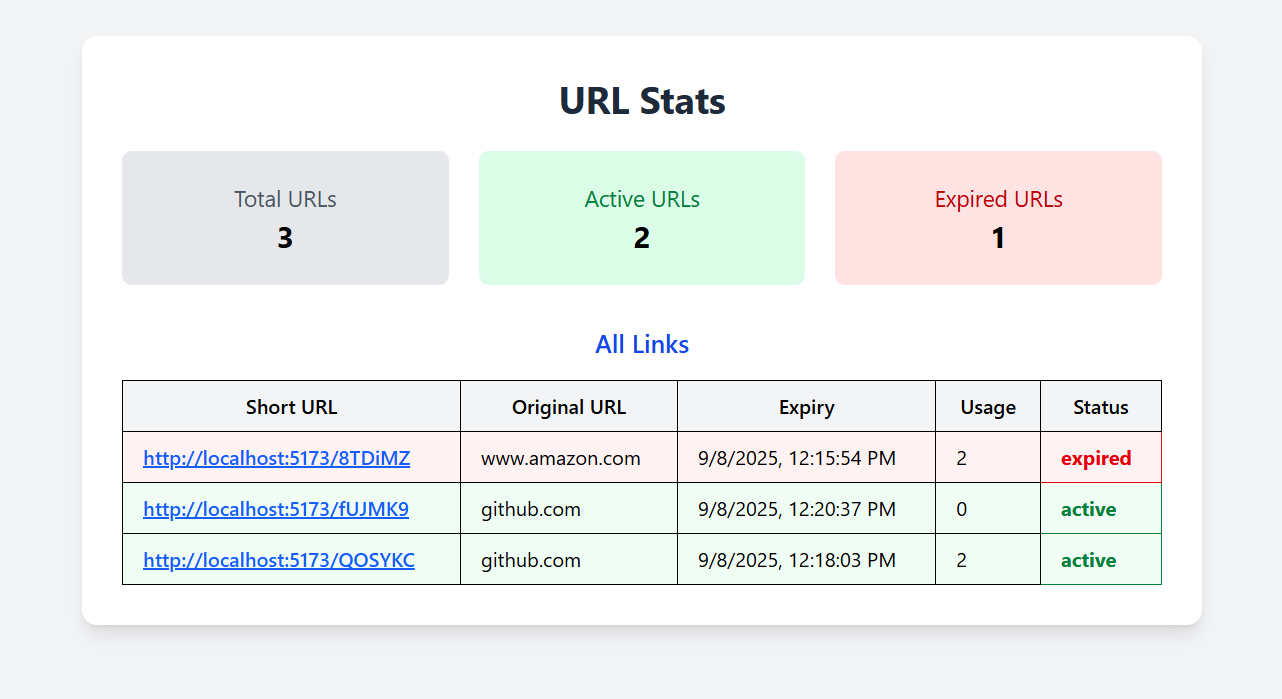 URL Stats
Total URLs
3
Active URLs
2
Expired URLs
1
All Links
Short URL Original URL Expiry Usage Status
http://localhost:5173/8TDiMZ www.amazon.com 9/8/2025, 12:15:54 PM 2 expired
http://localhost:5173/fUJMK9 github.com 9/8/2025, 12:20:37 PM 0 active
http://localhost:5173/QOSYKC github.com 9/8/2025, 12:18:03 PM 2 active